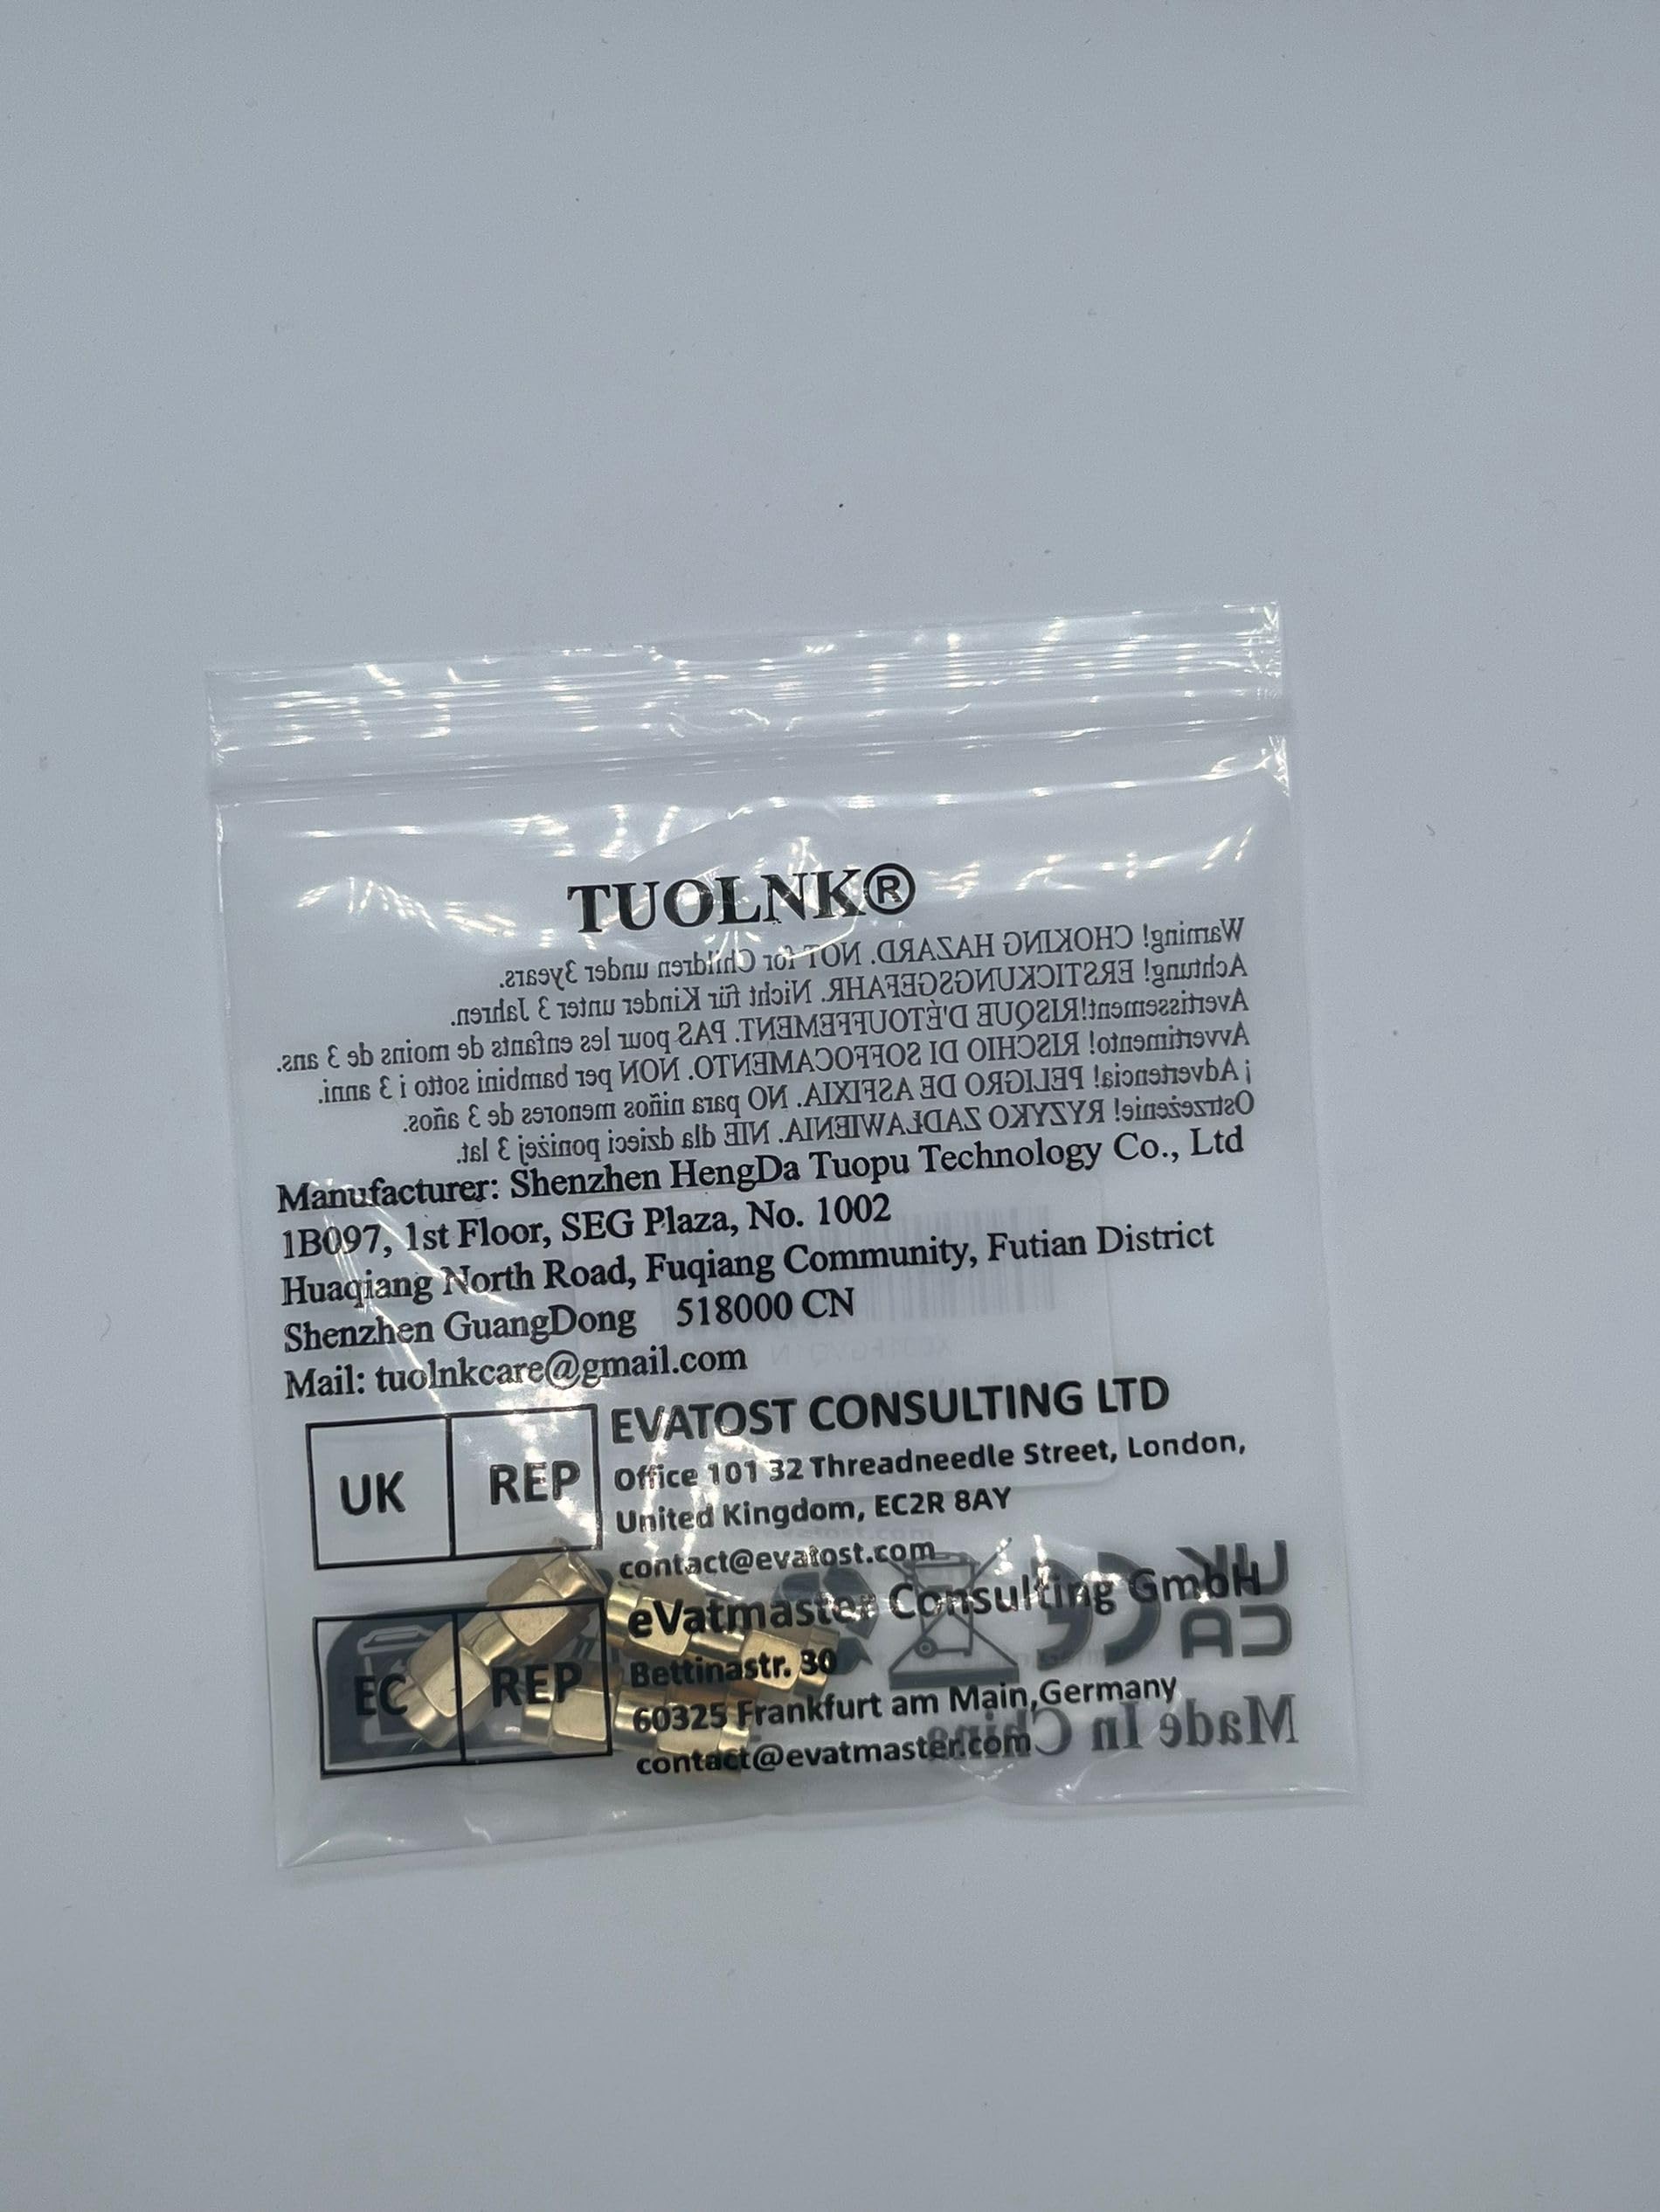 TUOLNK®
Warning! CHOKING HAZARD. NOT for Children under 3years.
Achtung! ERSTICKUNGSGEFAHR. Nicht für Kinder unter 3 Jahren.
Avertissement!RISQUE D'ÉTOUFFEMENT. PAS pour les enfants de moins de 3 ans.
Avvertimento! RISCHIO DI SOFFOCAMENTO. NON per bambini sotto i 3 anni.
¡ Advertencia! PELIGRO DE ASFIXIA. NO para niños menores de 3 años.
Ostrzeżenie! RYZYKO ZADŁAWIENIA. NIE dla dzieci poniżej 3 lat.
Manufacturer: Shenzhen HengDa Tuopu Technology Co., Ltd
1B097, 1st Floor, SEG Plaza, No. 1002
Huaqiang North Road, Fuqiang Community, Futian District
Shenzhen GuangDong 518000 CN
Mail: tuolnkcare@gmail.com
UK REP
EVATOST CONSULTING LTD
Office 101 32 Threadneedle Street, London,
United Kingdom, EC2R 8AY
contact@evatost.com
EC REP
eVatmaster Consulting GmbH
Bettinastr. 30
60325 Frankfurt am Main,Germany
contact@evatmaster.com
CE
UK
CA
Made In China